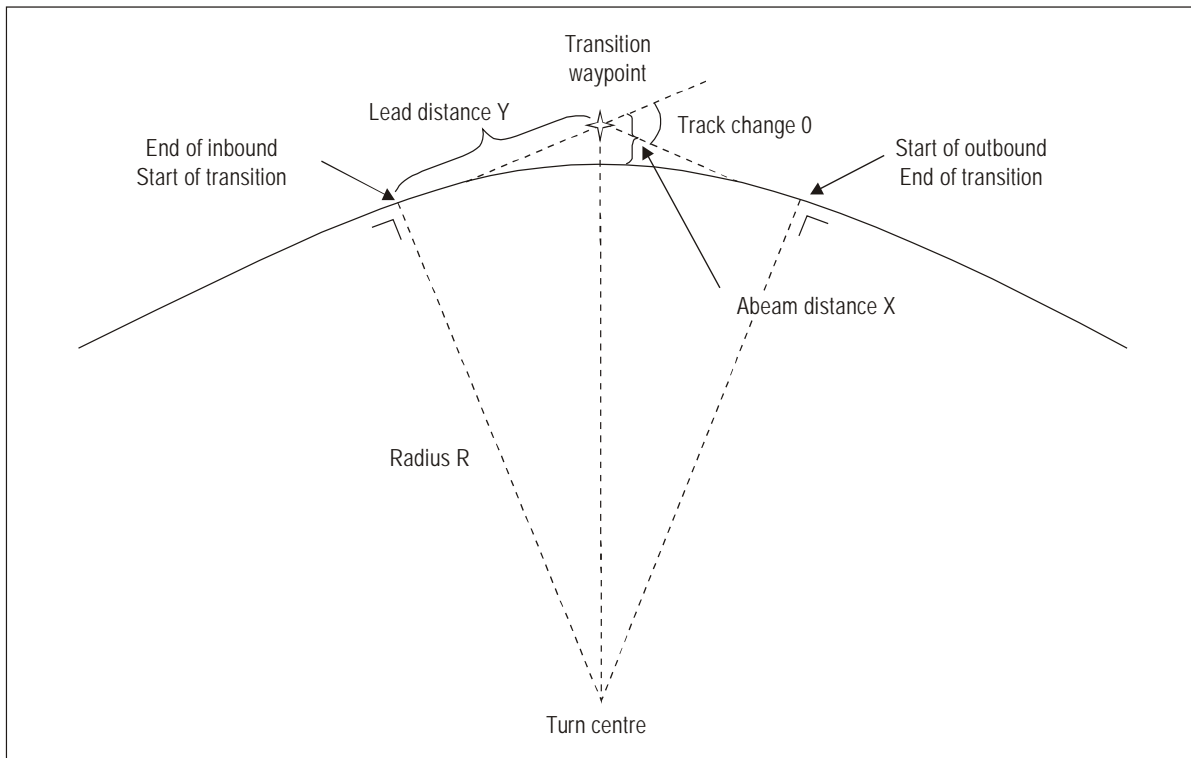 Transition
waypoint
Lead distance Y
Track change 0
End of inbound
Start of transition
Start of outbound
End of transition
Abeam distance X
Radius R
Turn centre